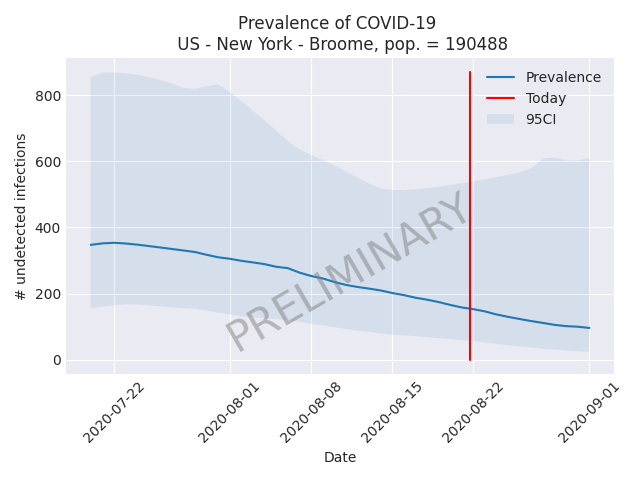 Prevalence of COVID-19
US - New York - Broome, pop. = 190488
Prevalence
Today
95CI
# undetected infections
800
600
400
200
0
PRELIMINARY
2020-07-22
2020-08-01
2020-08-08
2020-08-15
2020-08-22
2020-09-01
Date